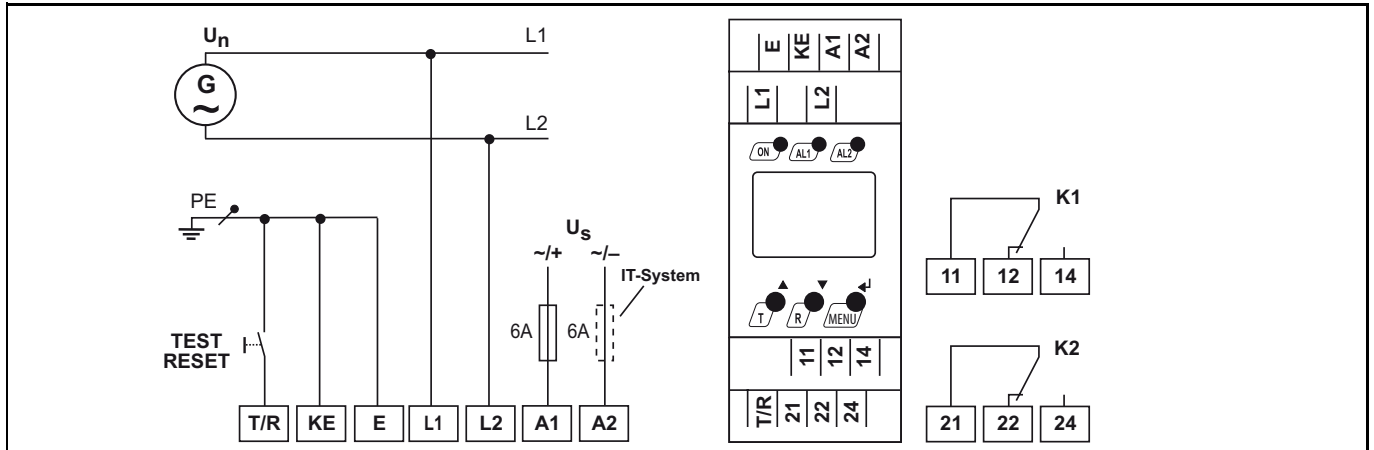 Un
L1
G
~
L2
PE
Us
~/+
~/–
IT-System
6A
6A
TEST
RESET
T/R KE E L1 L2 A1 A2
E KE A1 A2
L1 L2
ON AL1 AL2
▲ ▼ ↵
T R MENU
11 12 14
T/R 21 22 24
K1
11 12 14
K2
21 22 24